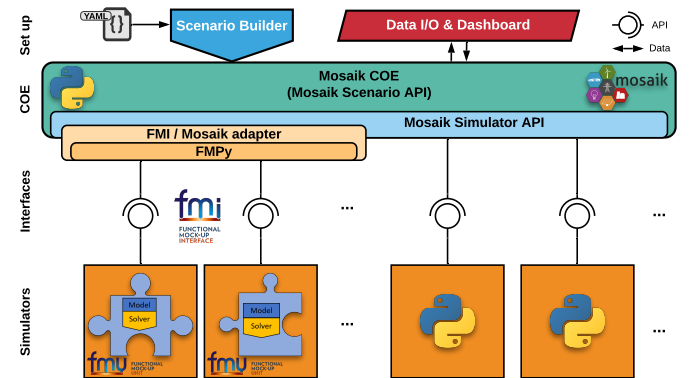 Set up
YAML
{}
Scenario Builder
Data I/O & Dashboard
API
Data
COE
Mosaik COE
(Mosaik Scenario API)
mosaik
Mosaik Simulator API
FMI / Mosaik adapter
FMPy
Interfaces
fmi
FUNCTIONAL
MOCK-UP
INTERFACE
...
...
Simulators
Model
Solver
fmu
FUNCTIONAL
MOCK-UP
UNIT
Model
Solver
fmu
FUNCTIONAL
MOCK-UP
UNIT
...
...